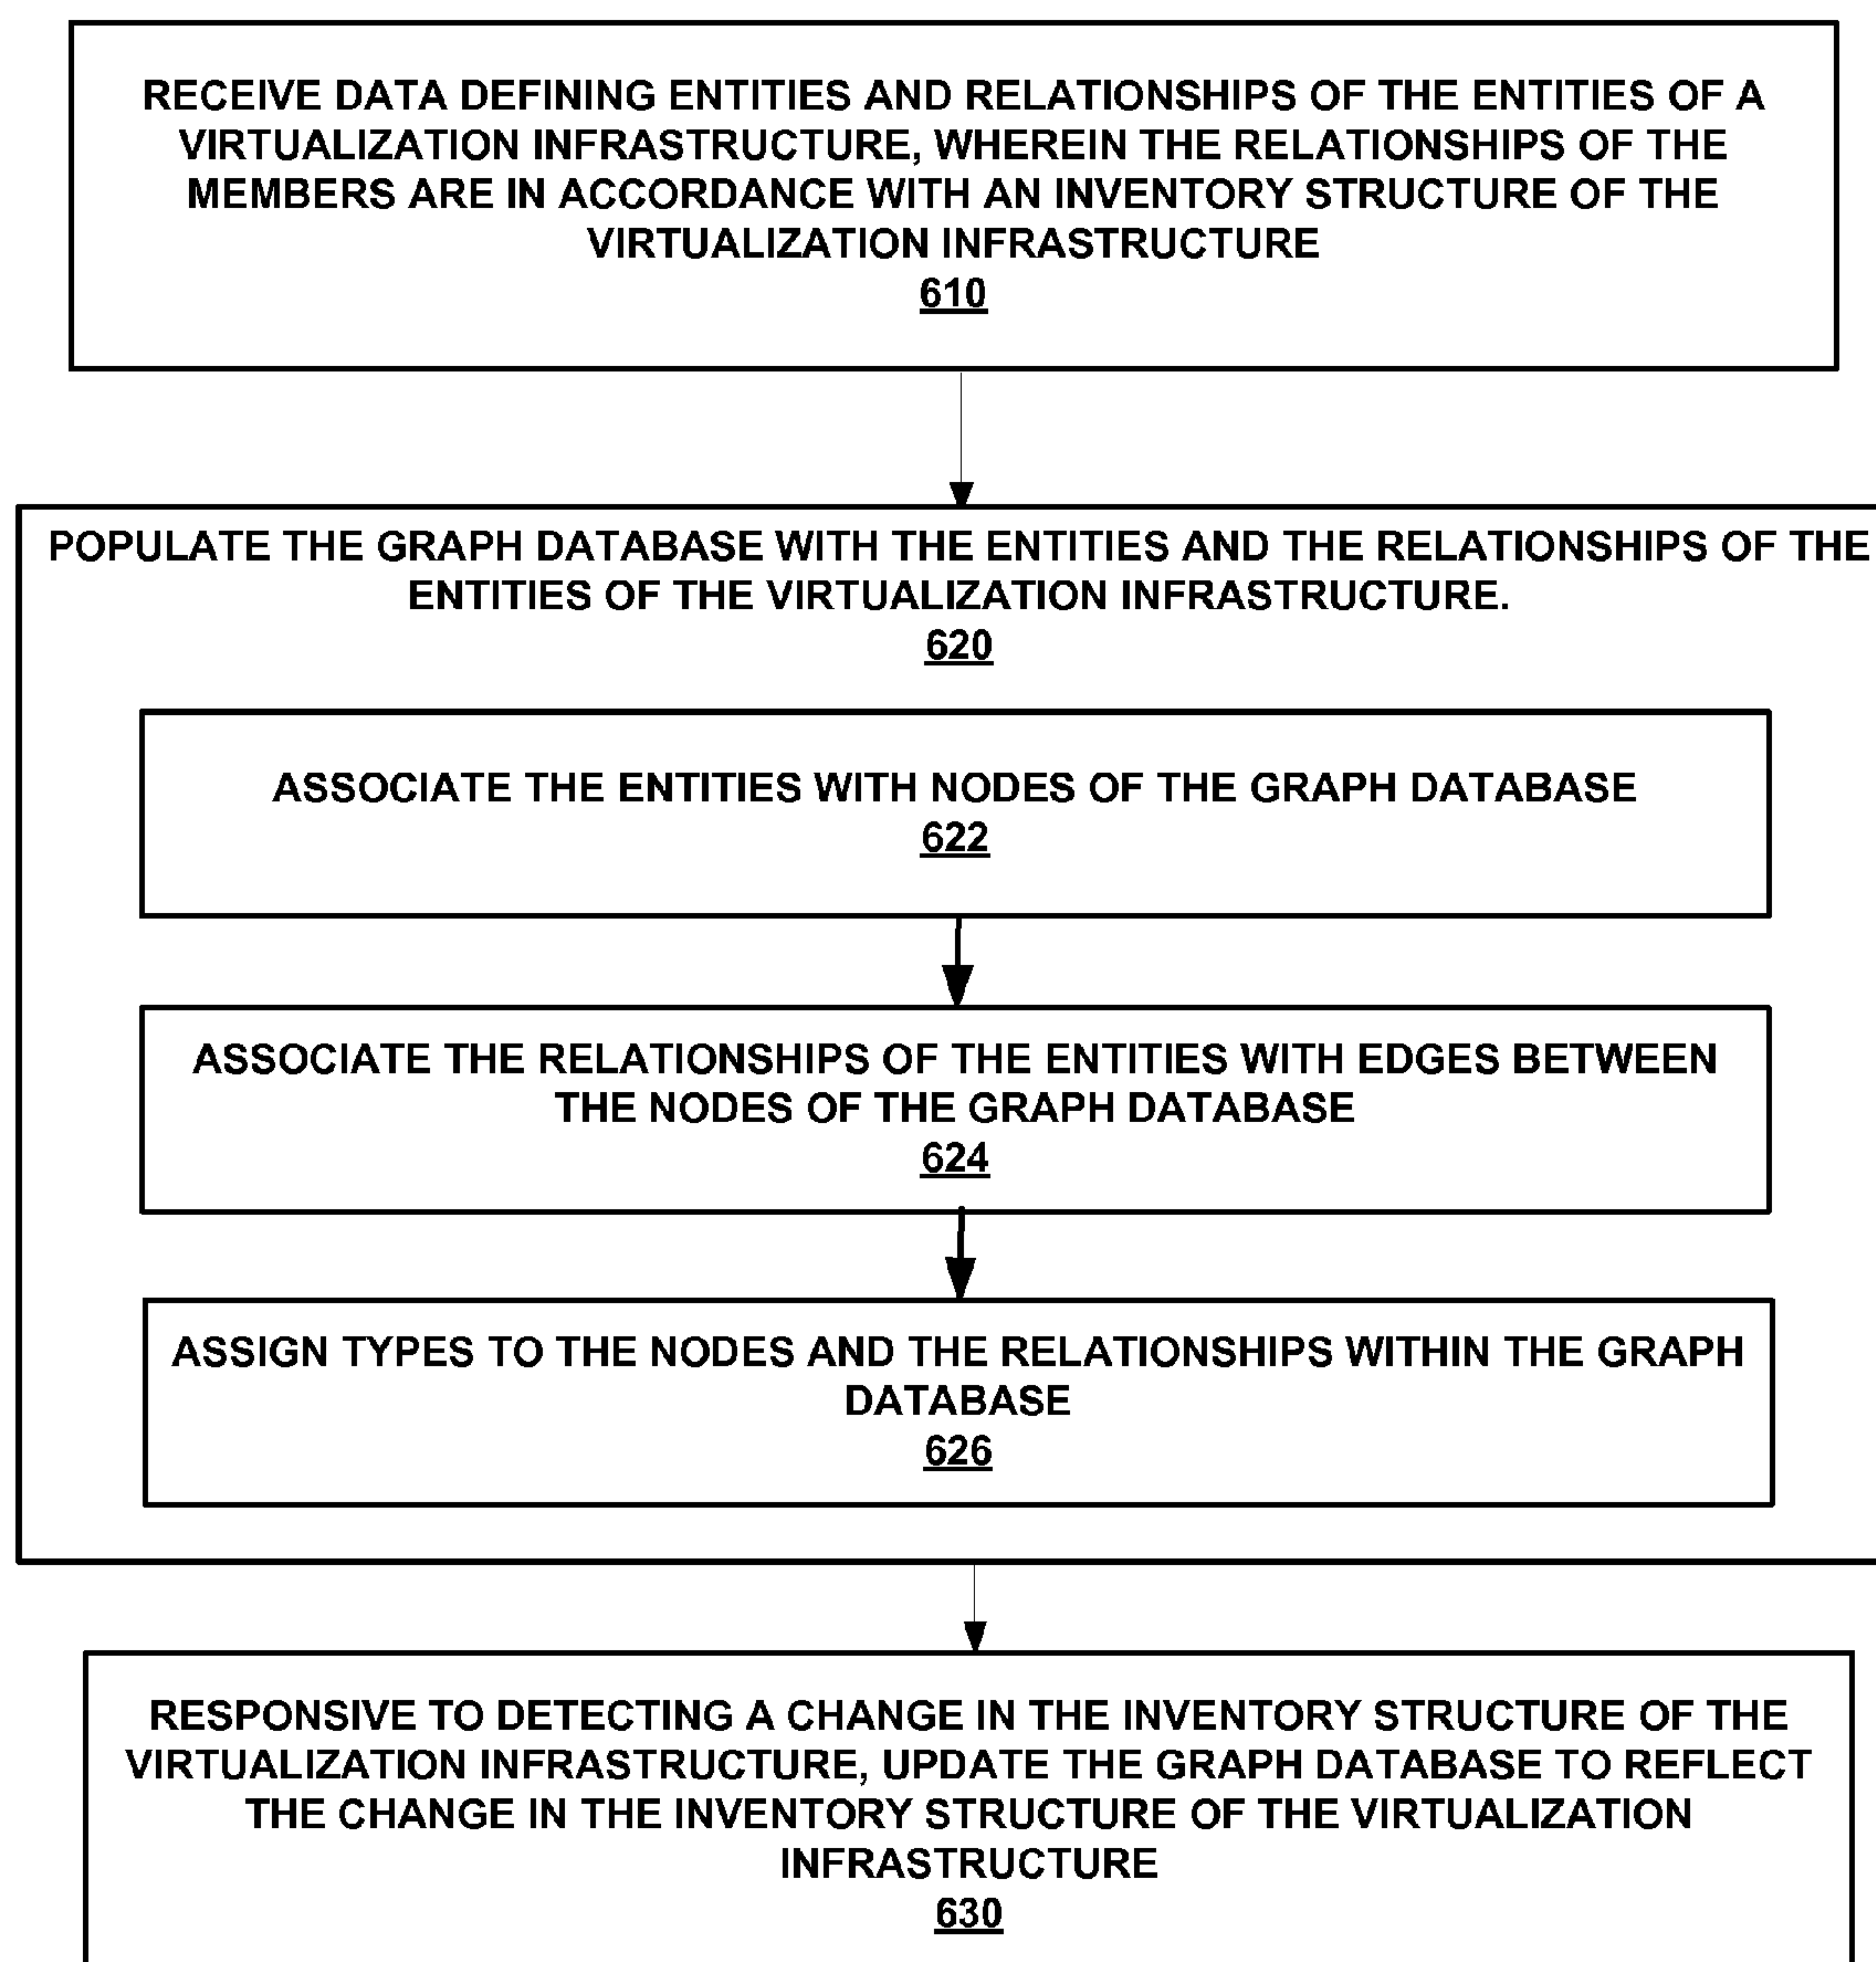 RECEIVE DATA DEFINING ENTITIES AND RELATIONSHIPS OF THE ENTITIES OF A
VIRTUALIZATION INFRASTRUCTURE, WHEREIN THE RELATIONSHIPS OF THE
MEMBERS ARE IN ACCORDANCE WITH AN INVENTORY STRUCTURE OF THE
VIRTUALIZATION INFRASTRUCTURE
610
POPULATE THE GRAPH DATABASE WITH THE ENTITIES AND THE RELATIONSHIPS OF THE
ENTITIES OF THE VIRTUALIZATION INFRASTRUCTURE.
620
ASSOCIATE THE ENTITIES WITH NODES OF THE GRAPH DATABASE
622
ASSOCIATE THE RELATIONSHIPS OF THE ENTITIES WITH EDGES BETWEEN
THE NODES OF THE GRAPH DATABASE
624
ASSIGN TYPES TO THE NODES AND THE RELATIONSHIPS WITHIN THE GRAPH
DATABASE
626
RESPONSIVE TO DETECTING A CHANGE IN THE INVENTORY STRUCTURE OF THE
VIRTUALIZATION INFRASTRUCTURE, UPDATE THE GRAPH DATABASE TO REFLECT
THE CHANGE IN THE INVENTORY STRUCTURE OF THE VIRTUALIZATION
INFRASTRUCTURE
630